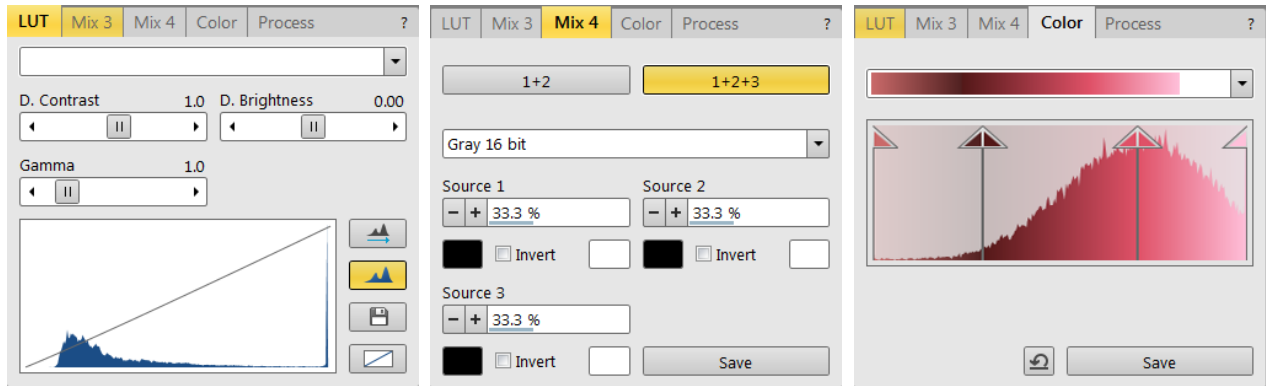 LUT Mix 3 Mix 4 Color Process ?
D. Contrast 1.0 D. Brightness 0.00
Gamma 1.0
LUT Mix 3 Mix 4 Color Process ?
1+2 1+2+3
Gray 16 bit
Source 1 Source 2
− + 33.3 % − + 33.3 %
Invert Invert
Source 3
− + 33.3 %
Invert Save
LUT Mix 3 Mix 4 Color Process ?
Save